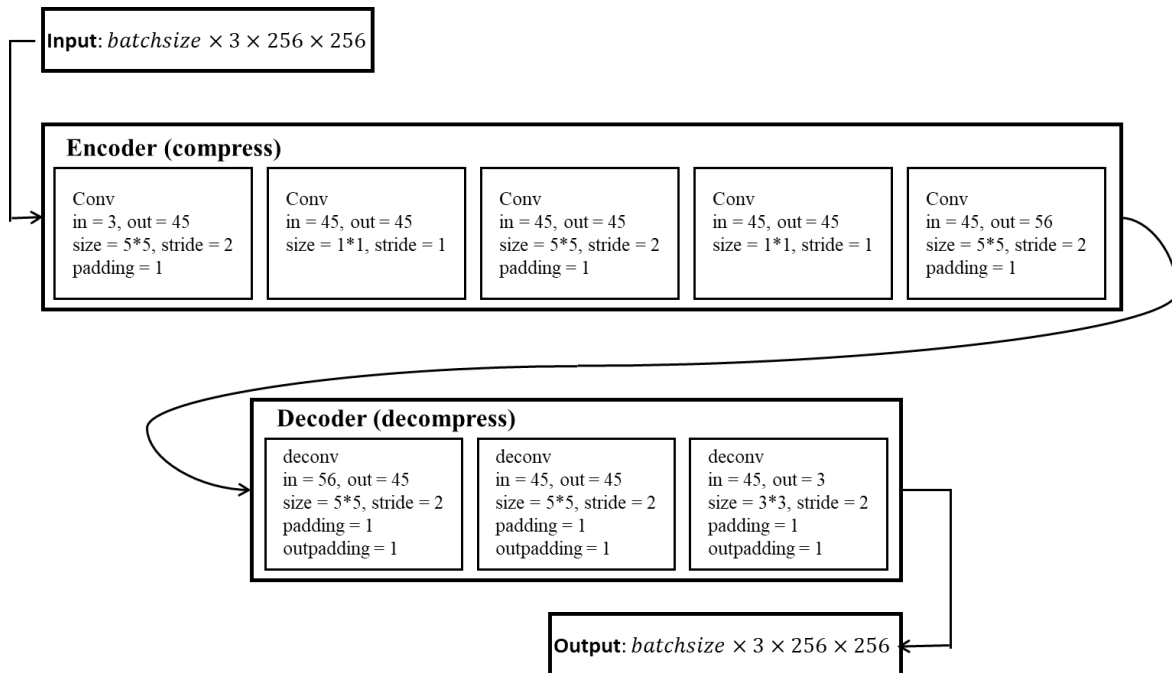 Input: batchsize × 3 × 256 × 256
Encoder (compress)
Conv
in = 3, out = 45
size = 5*5, stride = 2
padding = 1
Conv
in = 45, out = 45
size = 1*1, stride = 1
Conv
in = 45, out = 45
size = 5*5, stride = 2
padding = 1
Conv
in = 45, out = 45
size = 1*1, stride = 1
Conv
in = 45, out = 56
size = 5*5, stride = 2
padding = 1
Decoder (decompress)
deconv
in = 56, out = 45
size = 5*5, stride = 2
padding = 1
outpadding = 1
deconv
in = 45, out = 45
size = 5*5, stride = 2
padding = 1
outpadding = 1
deconv
in = 45, out = 3
size = 3*3, stride = 2
padding = 1
outpadding = 1
Output: batchsize × 3 × 256 × 256